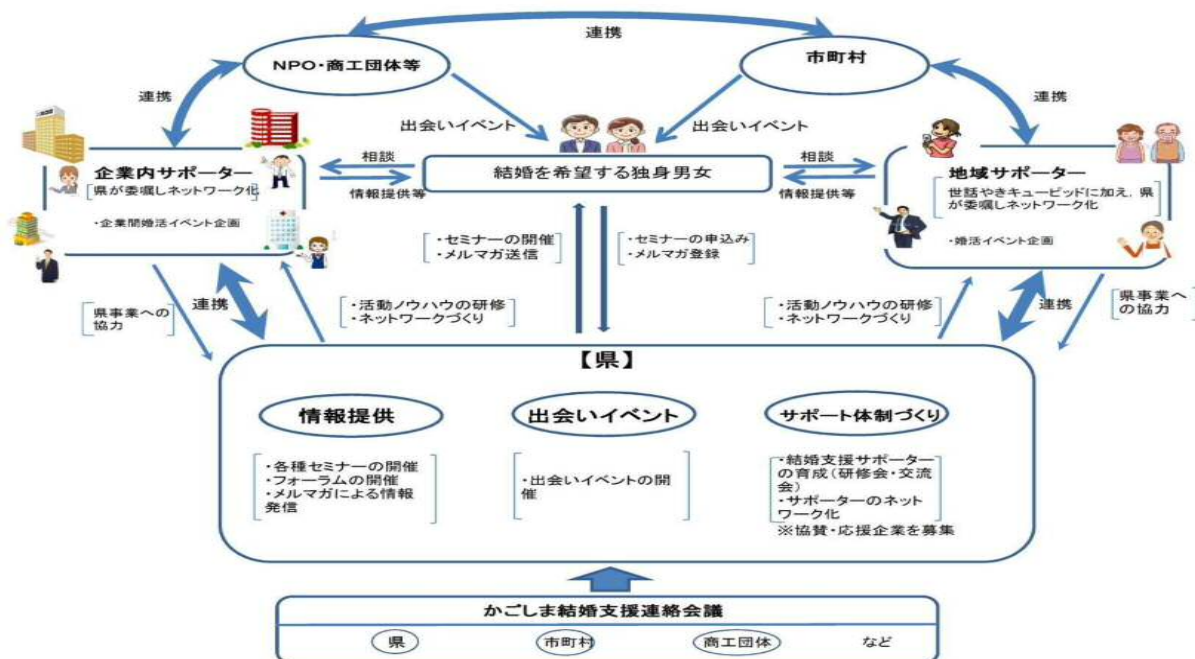 連携
NPO・商工団体等
市町村
連携
連携
出会いイベント
出会いイベント
企業内サポーター
県が委嘱しネットワーク化
・企業間婚活イベント企画
相談
情報提供等
結婚を希望する独身男女
相談
情報提供等
地域サポーター
世話やきキューピッドに加え，県
が委嘱しネットワーク化
・婚活イベント企画
・セミナーの開催
・メルマガ送信
・セミナーの申込み
・メルマガ登録
県事業への
協力
連携
・活動ノウハウの研修
・ネットワークづくり
・活動ノウハウの研修
・ネットワークづくり
連携
県事業へ
の協力
【県】
情報提供
・各種セミナーの開催
・フォーラムの開催
・メルマガによる情報
発信
出会いイベント
・出会いイベントの開
催
サポート体制づくり
・結婚支援サポーター
の育成（研修会・交流
会）
・サポーターのネット
ワーク化
※協賛・応援企業を募集
かごしま結婚支援連絡会議
県 市町村 商工団体 など